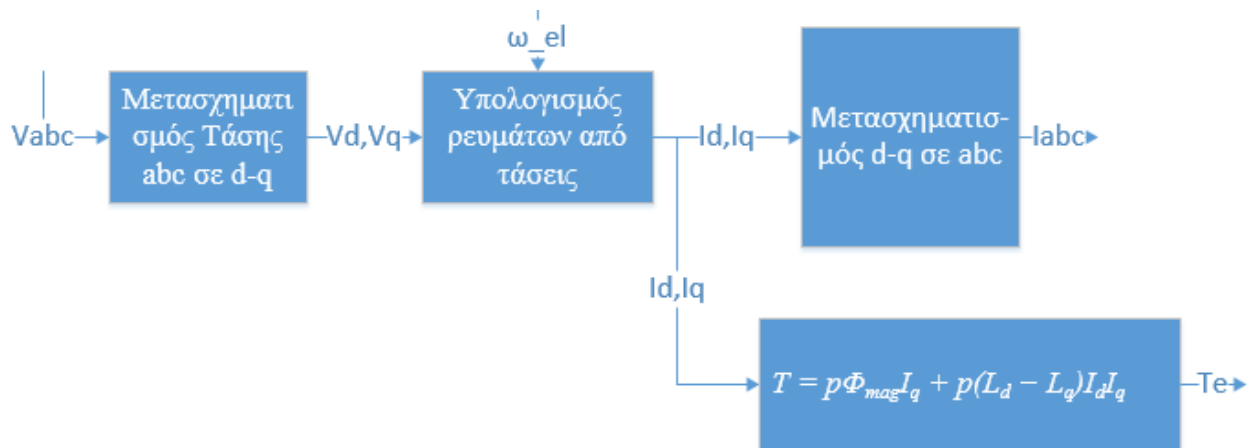 ω_el
Vabc
Μετασχηματι
σμός Τάσης
abc σε d-q
Vd,Vq
Υπολογισμός
ρευμάτων από
τάσεις
Id,Iq
Μετασχηματισ-
μός d-q σε abc
Iabc
Id,Iq
T = pΦmagIq + p(Ld − Lq)IdIq
Te